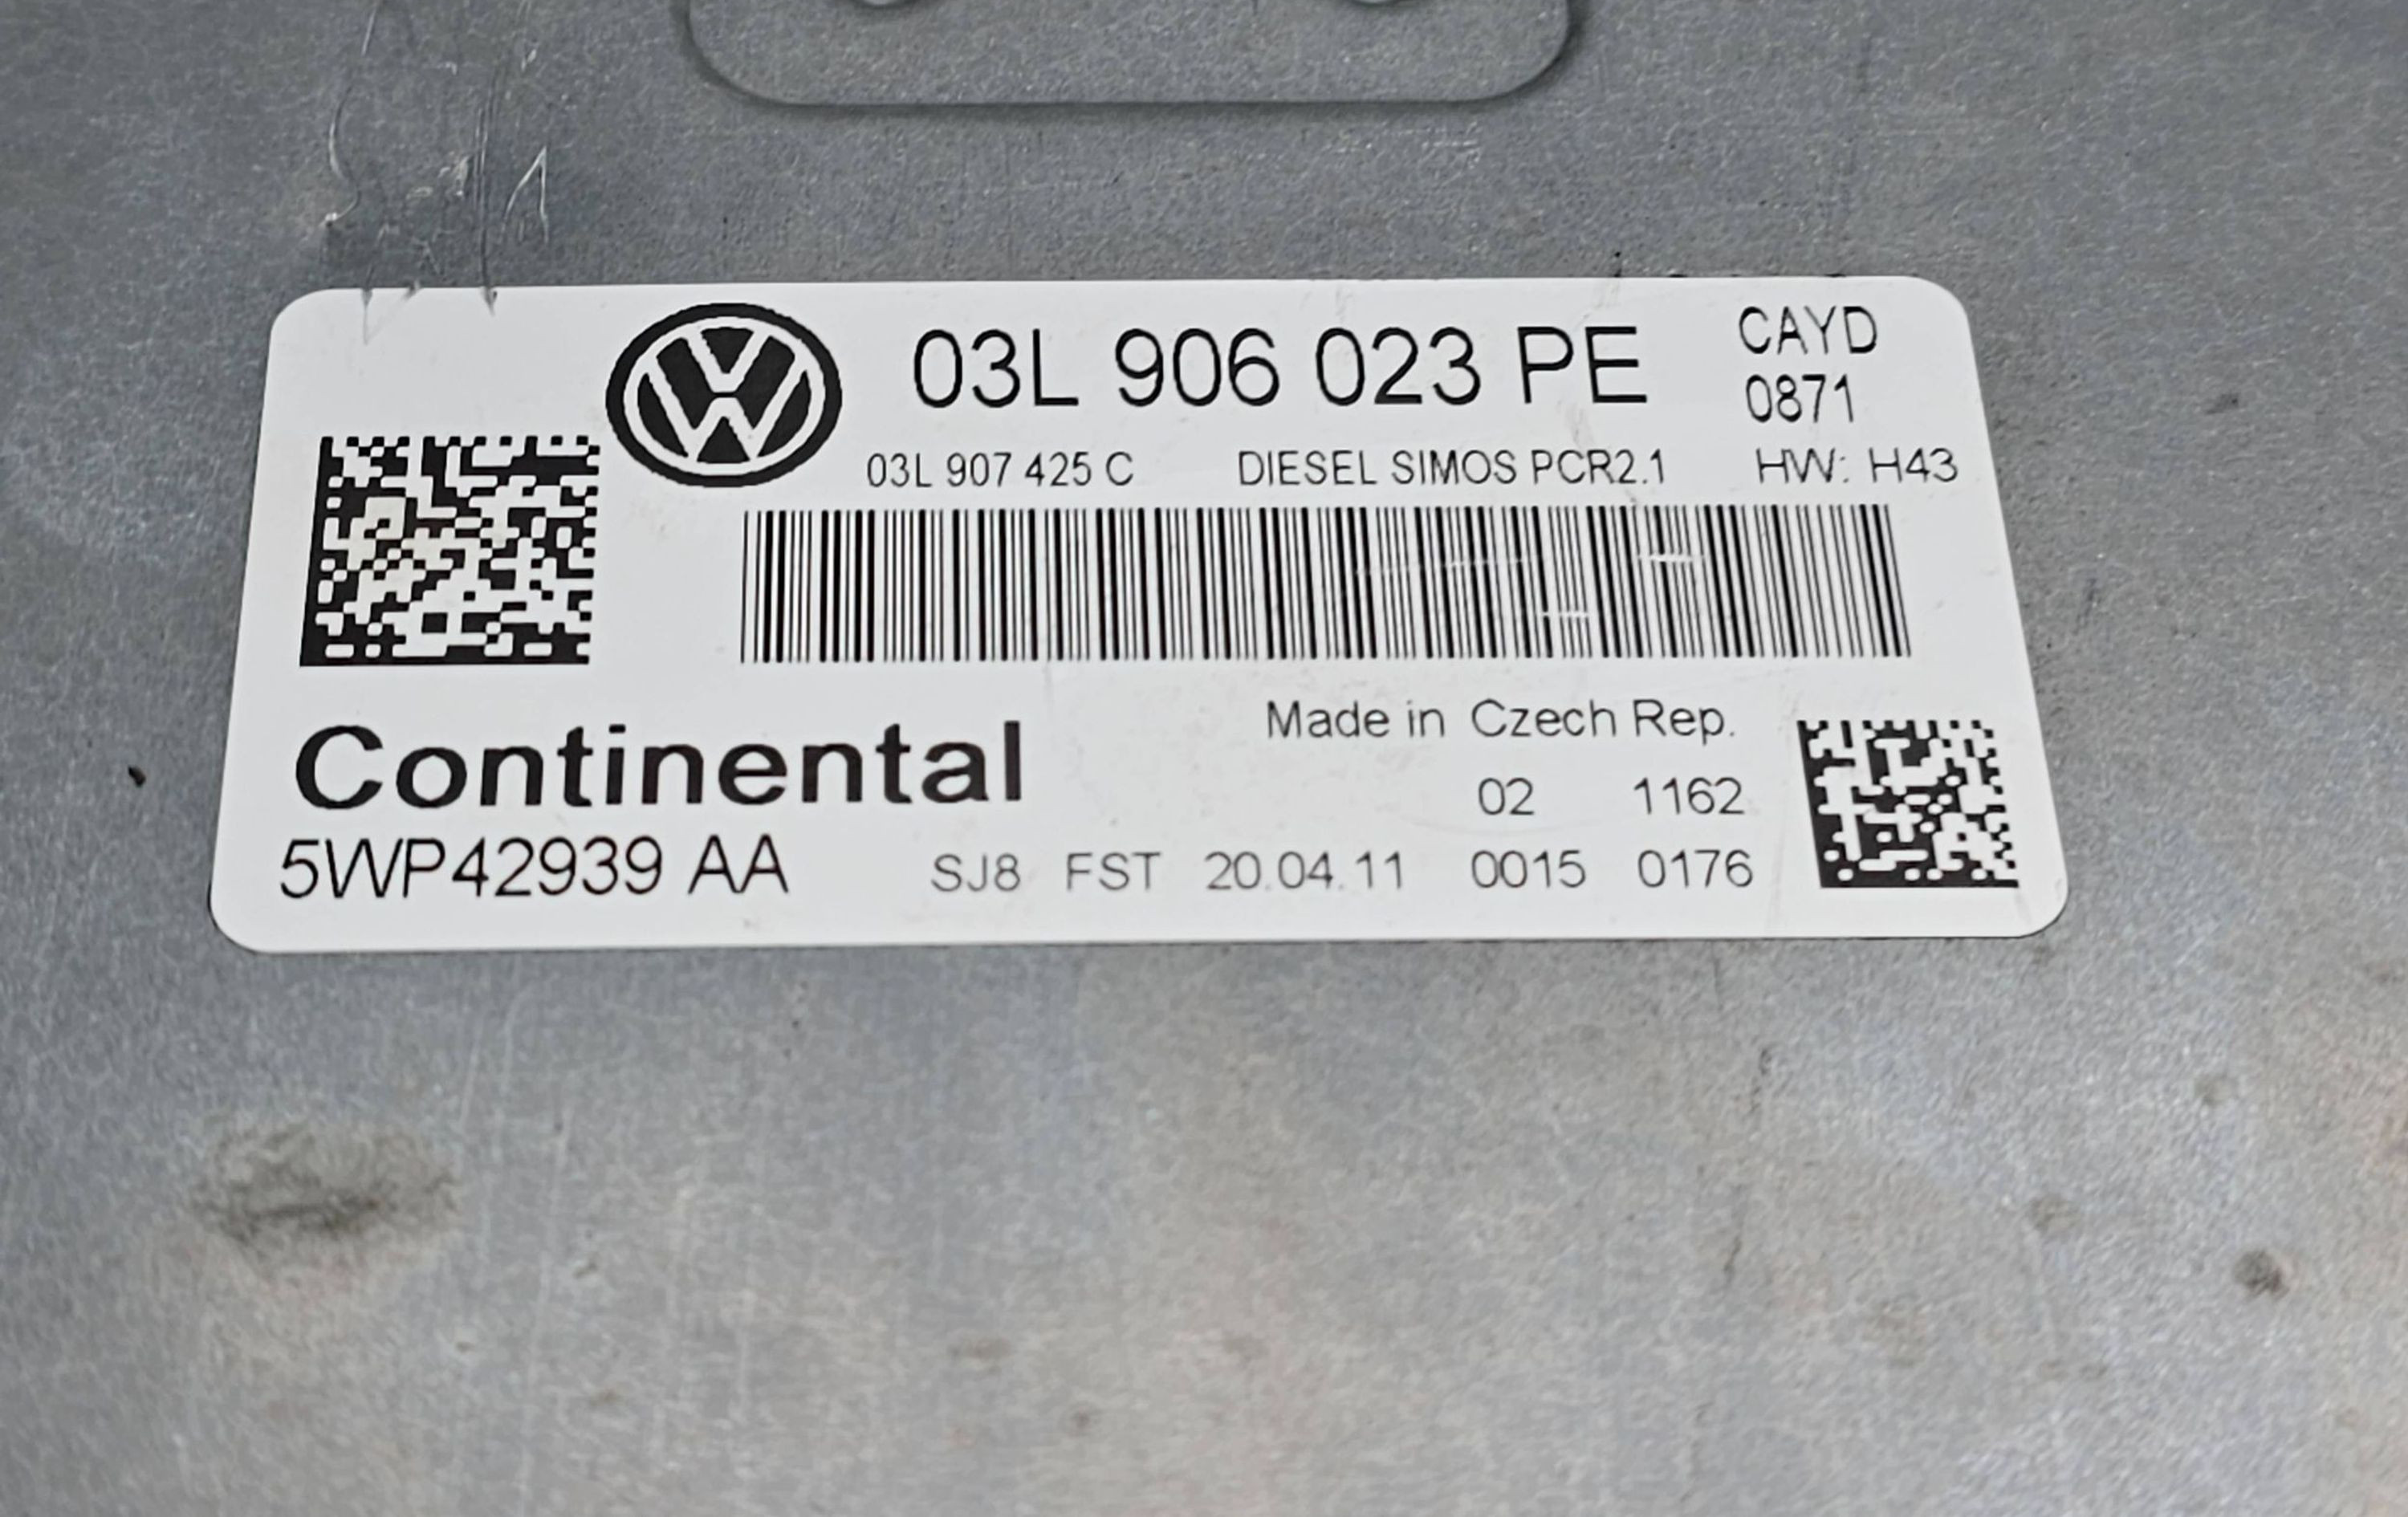 03L 906 023 PE CAYD
0871
03L 907 425 C DIESEL SIMOS PCR2.1 HW: H43
Made in Czech Rep.
Continental
02 1162
5WP42939 AA SJ8 FST 20.04.11 0015 0176